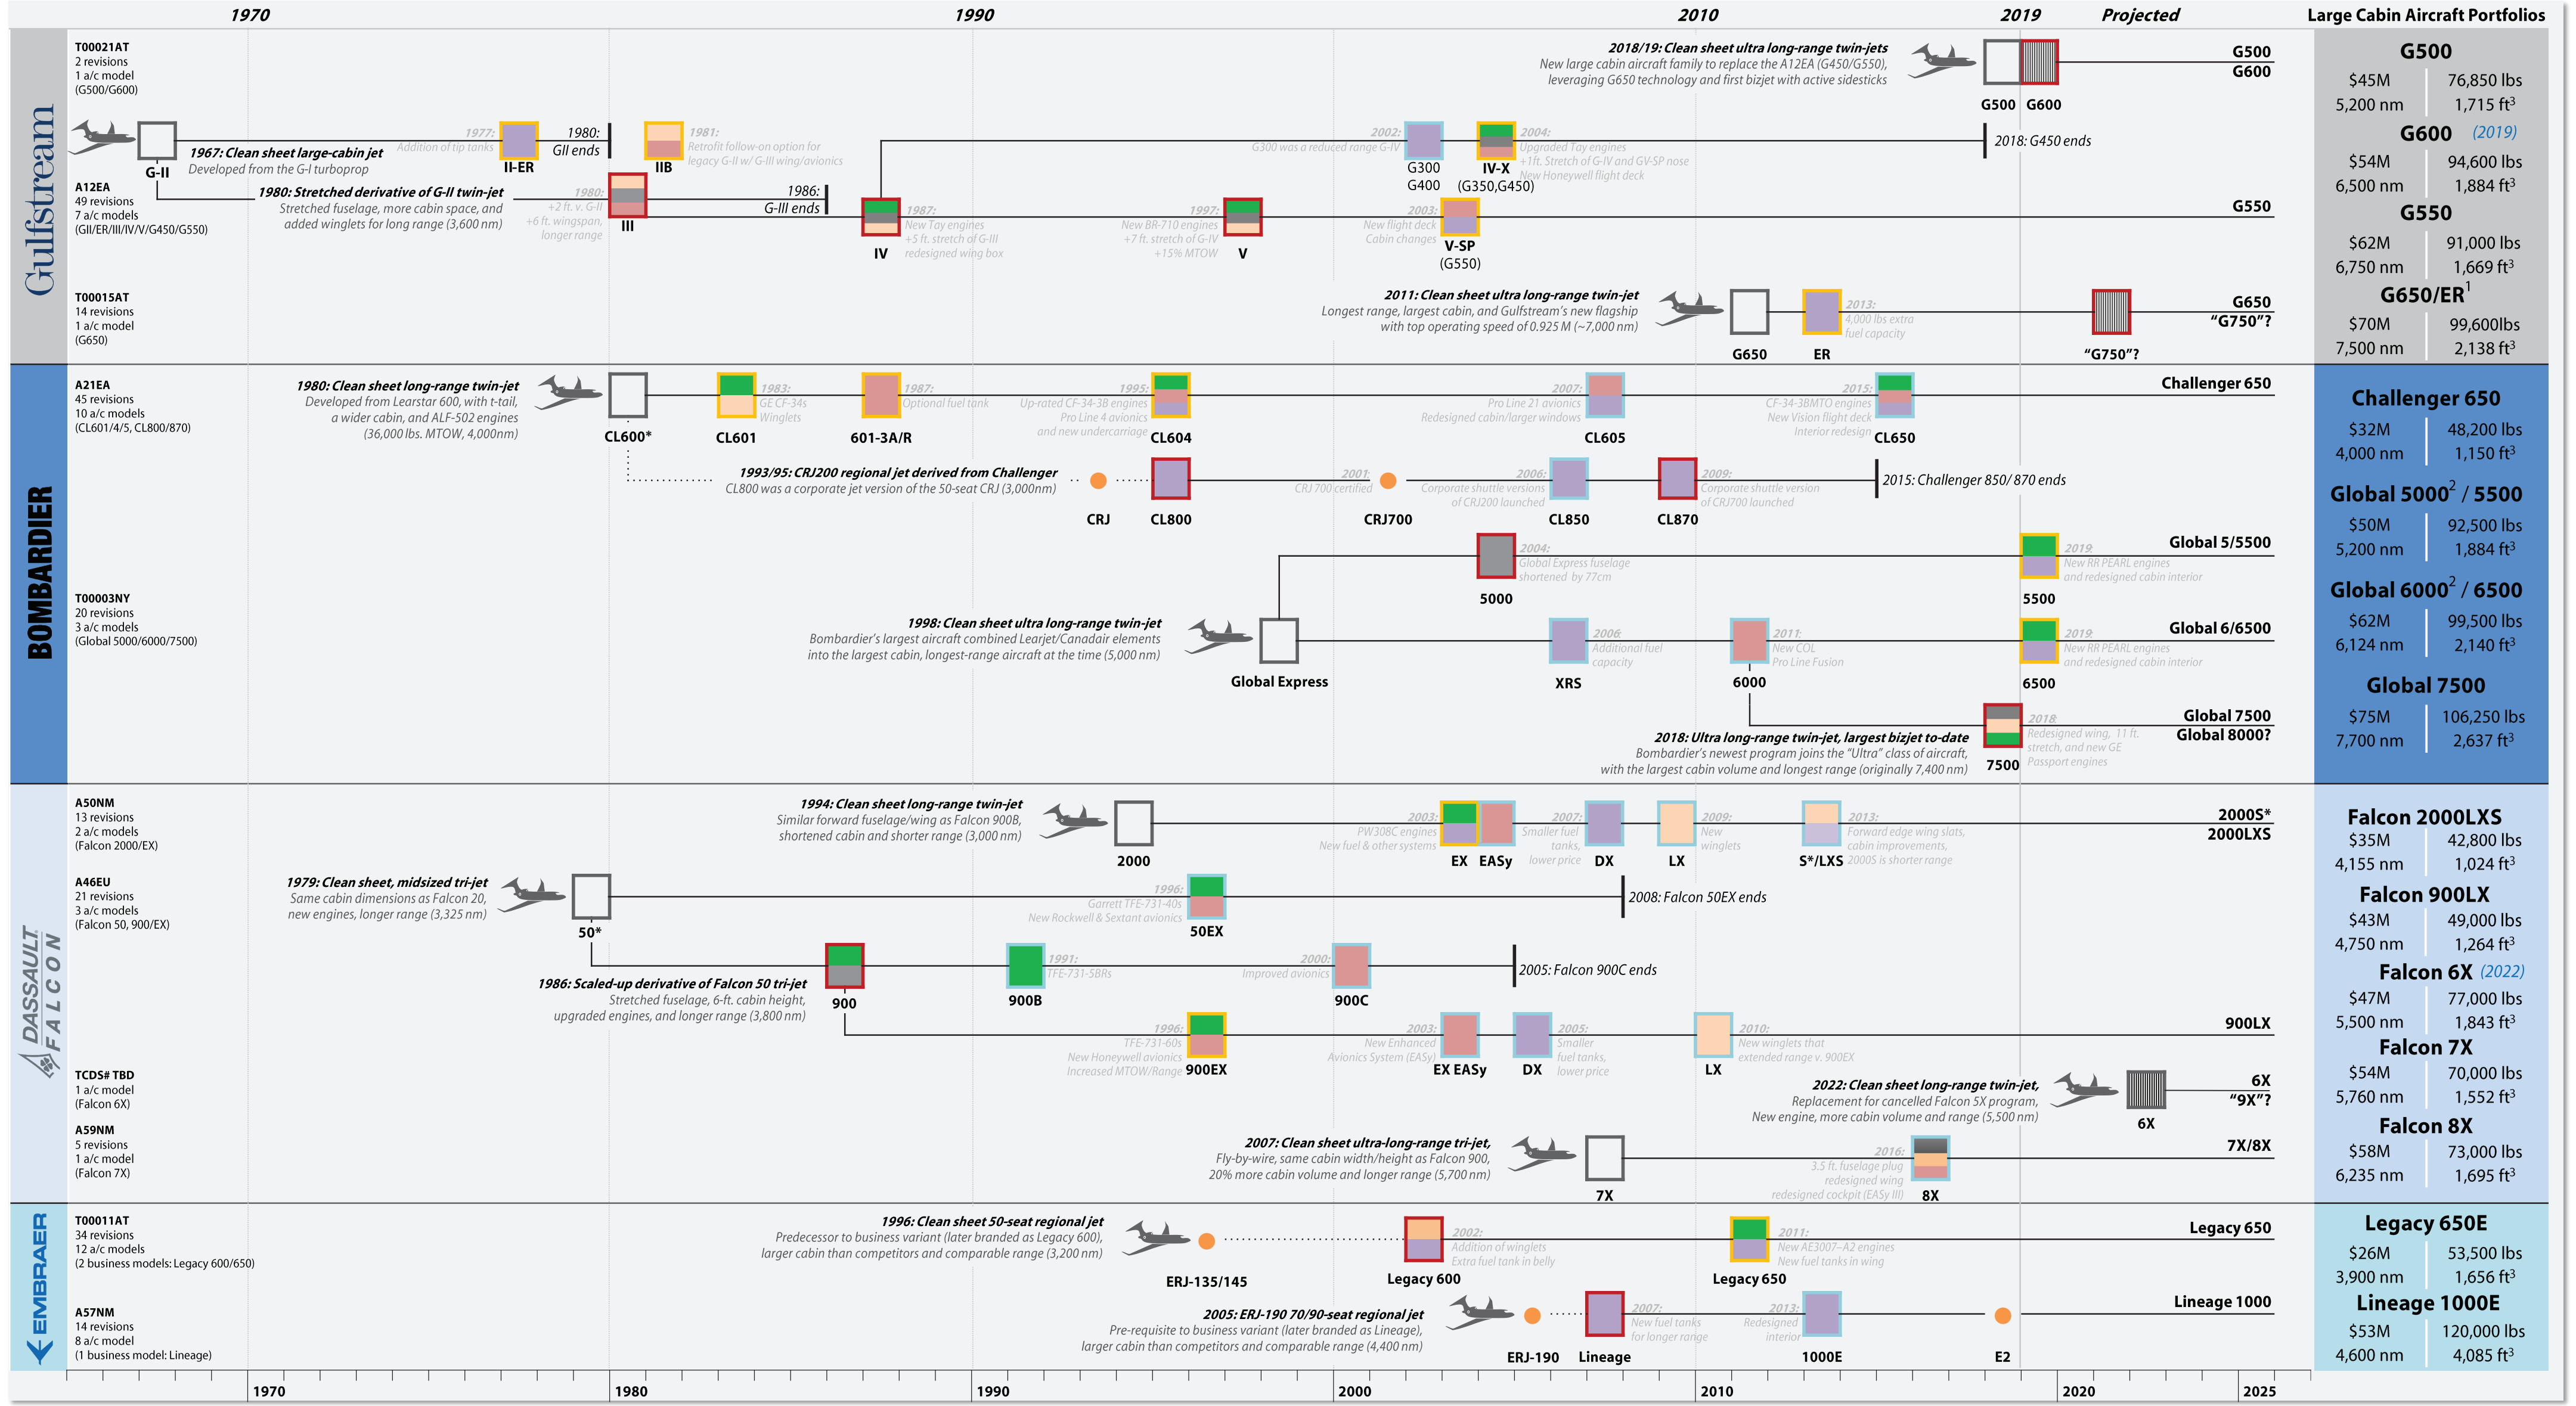 1970
1990
2010
2019
Projected
Large Cabin Aircraft Portfolios
Gulfstream
T00021AT
2 revisions
1 a/c model
(G500/G600)
2018/19: Clean sheet ultra long-range twin-jets
New large cabin aircraft family to replace the A12EA (G450/G550),
leveraging G650 technology and first bizjet with active sidesticks
G500
G600
G500
G600
G-II
1967: Clean sheet large-cabin jet
Developed from the G-I turboprop
1977:
Addition of tip tanks
II-ER
1980:
GII ends
IIB
1981:
Retrofit follow-on option for
legacy G-II w/ G-III wing/avionics
2002:
G300 was a reduced range G-IV
G300
G400
IV-X
(G350,G450)
2004:
Upgraded Tay engines
+1ft. Stretch of G-IV and GV-SP nose
New Honeywell flight deck
2018: G450 ends
A12EA
49 revisions
7 a/c models
(GII/ER/III/IV/V/G450/G550)
1980: Stretched derivative of G-II twin-jet
Stretched fuselage, more cabin space, and
added winglets for long range (3,600 nm)
1980:
+2 ft. v. G-II
+6 ft. wingspan,
longer range
III
1986:
G-III ends
IV
1987:
New Tay engines
+5 ft. stretch of G-III
redesigned wing box
1997:
New BR-710 engines
+7 ft. stretch of G-IV
+15% MTOW
V
2003:
New flight deck
Cabin changes
V-SP
(G550)
G550
T00015AT
14 revisions
1 a/c model
(G650)
2011: Clean sheet ultra long-range twin-jet
Longest range, largest cabin, and Gulfstream's new flagship
with top operating speed of 0.925 M (~7,000 nm)
G650
ER
2013:
4,000 lbs extra
fuel capacity
"G750"?
G650
"G750"?
G500
$45M 76,850 lbs
5,200 nm 1,715 ft³
G600 (2019)
$54M 94,600 lbs
6,500 nm 1,884 ft³
G550
$62M 91,000 lbs
6,750 nm 1,669 ft³
G650/ER¹
$70M 99,600lbs
7,500 nm 2,138 ft³
BOMBARDIER
A21EA
45 revisions
10 a/c models
(CL601/4/5, CL800/870)
1980: Clean sheet long-range twin-jet
Developed from Learstar 600, with t-tail,
a wider cabin, and ALF-502 engines
(36,000 lbs. MTOW, 4,000nm)
CL600*
CL601
1983:
GE CF-34s
Winglets
601-3A/R
1987:
Optional fuel tank
1995:
Up-rated CF-34-3B engines
Pro Line 4 avionics
and new undercarriage
CL604
2007:
Pro Line 21 avionics
Redesigned cabin/larger windows
CL605
2015:
CF-34-3BMTO engines
New Vision flight deck
Interior redesign
CL650
Challenger 650
1993/95: CRJ200 regional jet derived from Challenger
CL800 was a corporate jet version of the 50-seat CRJ (3,000nm)
CRJ
CL800
2001:
CRJ 700 certified
CRJ700
2006:
Corporate shuttle versions
of CRJ200 launched
CL850
CL870
2009:
Corporate shuttle version
of CRJ700 launched
2015: Challenger 850/ 870 ends
T00003NY
20 revisions
3 a/c models
(Global 5000/6000/7500)
5000
2004:
Global Express fuselage
shortened by 77cm
5500
2019:
New RR PEARL engines
and redesigned cabin interior
Global 5/5500
1998: Clean sheet ultra long-range twin-jet
Bombardier's largest aircraft combined Learjet/Canadair elements
into the largest cabin, longest-range aircraft at the time (5,000 nm)
Global Express
XRS
2006:
Additional fuel
capacity
6000
2011:
New COL
Pro Line Fusion
6500
2019:
New RR PEARL engines
and redesigned cabin interior
Global 6/6500
2018: Ultra long-range twin-jet, largest bizjet to-date
Bombardier's newest program joins the "Ultra" class of aircraft,
with the largest cabin volume and longest range (originally 7,400 nm)
7500
2018:
Redesigned wing, 11 ft.
stretch, and new GE
Passport engines
Global 7500
Global 8000?
Challenger 650
$32M 48,200 lbs
4,000 nm 1,150 ft³
Global 5000² / 5500
$50M 92,500 lbs
5,200 nm 1,884 ft³
Global 6000² / 6500
$62M 99,500 lbs
6,124 nm 2,140 ft³
Global 7500
$75M 106,250 lbs
7,700 nm 2,637 ft³
DASSAULT
FALCON
A50NM
13 revisions
2 a/c models
(Falcon 2000/EX)
1994: Clean sheet long-range twin-jet
Similar forward fuselage/wing as Falcon 900B,
shortened cabin and shorter range (3,000 nm)
2000
2003:
PW308C engines
New fuel & other systems
EX
EASy
2007:
Smaller fuel
tanks,
lower price
DX
LX
2009:
New
winglets
S*/LXS
2013:
Forward edge wing slats,
cabin improvements,
2000S is shorter range
2000S*
2000LXS
A46EU
21 revisions
3 a/c models
(Falcon 50, 900/EX)
1979: Clean sheet, midsized tri-jet
Same cabin dimensions as Falcon 20,
new engines, longer range (3,325 nm)
50*
1996:
Garrett TFE-731-40s
New Rockwell & Sextant avionics
50EX
2008: Falcon 50EX ends
1986: Scaled-up derivative of Falcon 50 tri-jet
Stretched fuselage, 6-ft. cabin height,
upgraded engines, and longer range (3,800 nm)
900
900B
1991:
TFE-731-5BRs
2000:
Improved avionics
900C
2005: Falcon 900C ends
1996:
TFE-731-60s
New Honeywell avionics
Increased MTOW/Range
900EX
2003:
New Enhanced
Avionics System (EASy)
EX EASy
DX
2005:
Smaller
fuel tanks,
lower price
LX
2010:
New winglets that
extended range v. 900EX
900LX
TCDS# TBD
1 a/c model
(Falcon 6X)
2022: Clean sheet long-range twin-jet,
Replacement for cancelled Falcon 5X program,
New engine, more cabin volume and range (5,500 nm)
6X
6X
"9X"?
A59NM
5 revisions
1 a/c model
(Falcon 7X)
2007: Clean sheet ultra-long-range tri-jet,
Fly-by-wire, same cabin width/height as Falcon 900,
20% more cabin volume and longer range (5,700 nm)
7X
2016:
3.5 ft. fuselage plug
redesigned wing
redesigned cockpit (EASy III)
8X
7X/8X
Falcon 2000LXS
$35M 42,800 lbs
4,155 nm 1,024 ft³
Falcon 900LX
$43M 49,000 lbs
4,750 nm 1,264 ft³
Falcon 6X (2022)
$47M 77,000 lbs
5,500 nm 1,843 ft³
Falcon 7X
$54M 70,000 lbs
5,760 nm 1,552 ft³
Falcon 8X
$58M 73,000 lbs
6,235 nm 1,695 ft³
EMBRAER
T00011AT
34 revisions
12 a/c models
(2 business models: Legacy 600/650)
1996: Clean sheet 50-seat regional jet
Predecessor to business variant (later branded as Legacy 600),
larger cabin than competitors and comparable range (3,200 nm)
ERJ-135/145
Legacy 600
2002:
Addition of winglets
Extra fuel tank in belly
Legacy 650
2011:
New AE3007–A2 engines
New fuel tanks in wing
Legacy 650
A57NM
14 revisions
8 a/c model
(1 business model: Lineage)
2005: ERJ-190 70/90-seat regional jet
Pre-requisite to business variant (later branded as Lineage),
larger cabin than competitors and comparable range (4,400 nm)
ERJ-190
Lineage
2007:
New fuel tanks
for longer range
2013:
Redesigned
interior
1000E
E2
Lineage 1000
Legacy 650E
$26M 53,500 lbs
3,900 nm 1,656 ft³
Lineage 1000E
$53M 120,000 lbs
4,600 nm 4,085 ft³
1970
1980
1990
2000
2010
2020
2025